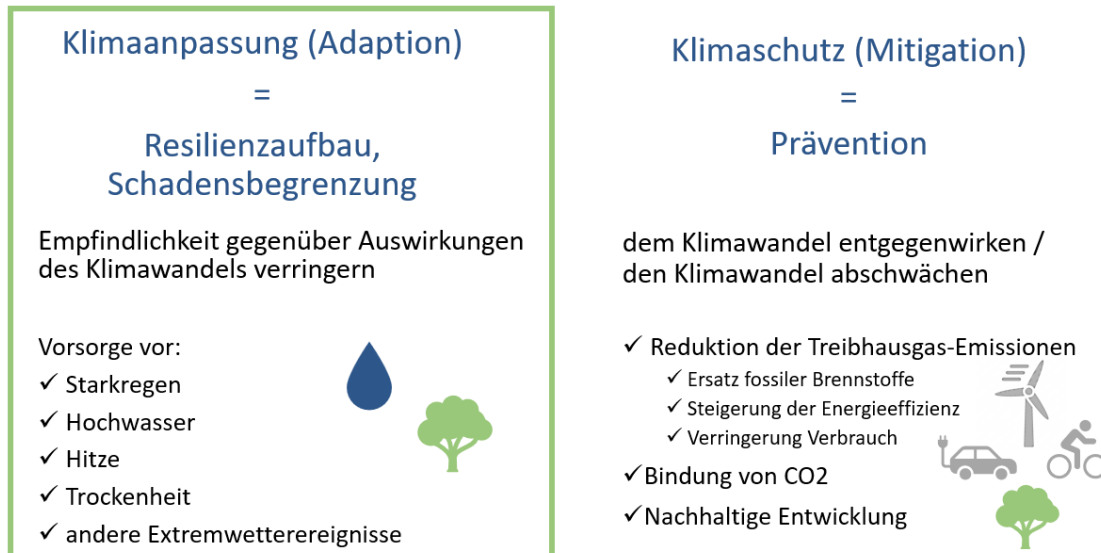 Klimaanpassung (Adaption)
=
Resilienzaufbau,
Schadensbegrenzung
Empfindlichkeit gegenüber Auswirkungen
des Klimawandels verringern
Vorsorge vor:
✓ Starkregen
✓ Hochwasser
✓ Hitze
✓ Trockenheit
✓ andere Extremwetterereignisse
Klimaschutz (Mitigation)
=
Prävention
dem Klimawandel entgegenwirken /
den Klimawandel abschwächen
✓ Reduktion der Treibhausgas-Emissionen
✓ Ersatz fossiler Brennstoffe
✓ Steigerung der Energieeffizienz
✓ Verringerung Verbrauch
✓Bindung von CO2
✓Nachhaltige Entwicklung